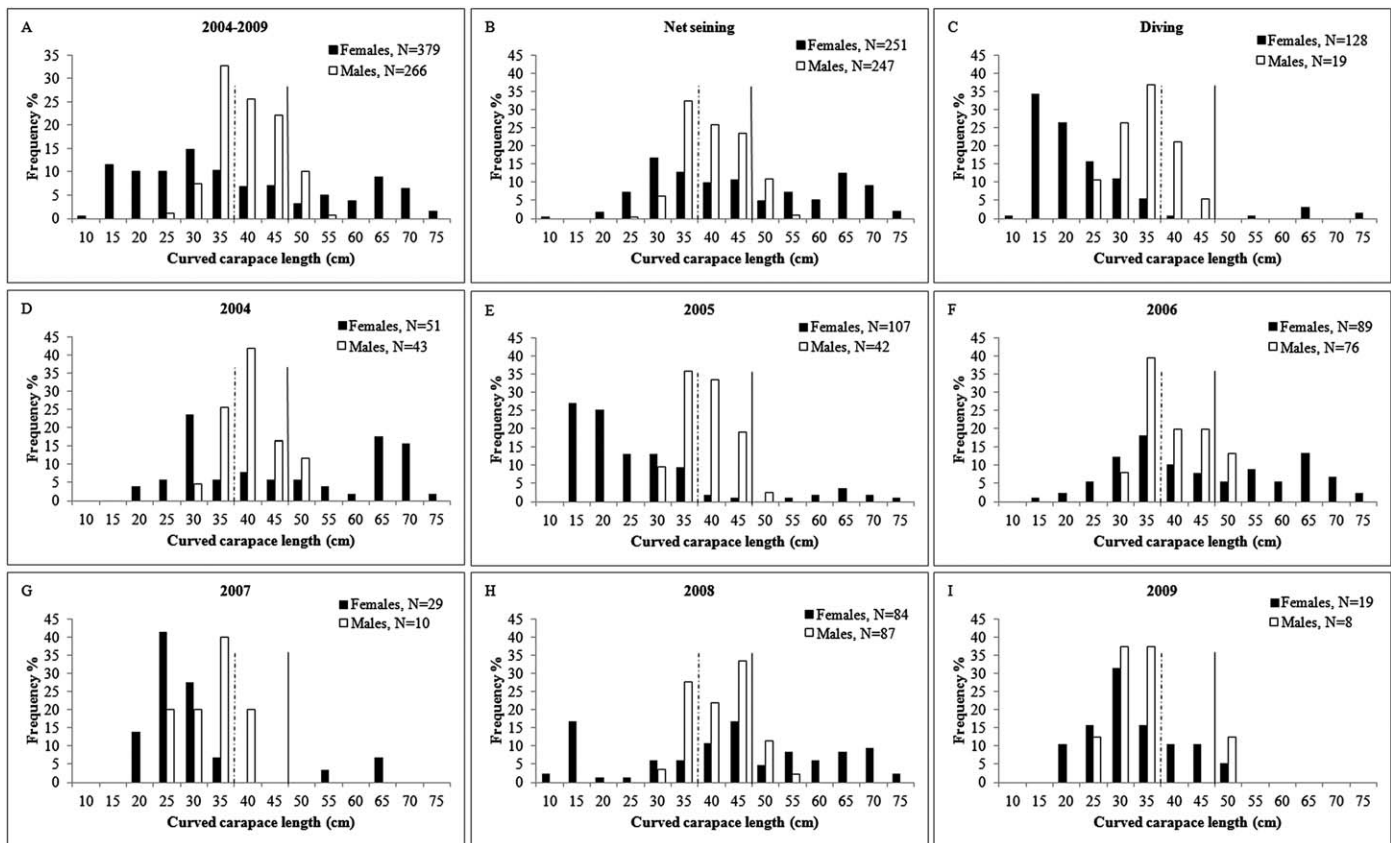 A
2004-2009
Females, N=379
Males, N=266
Frequency %
35
30
25
20
15
10
5
0
10 15 20 25 30 35 40 45 50 55 60 65 70 75
Curved carapace length (cm)
B
Net seining
Females, N=251
Males, N=247
Frequency %
45
40
35
30
25
20
15
10
5
0
10 15 20 25 30 35 40 45 50 55 60 65 70 75
Curved carapace length (cm)
C
Diving
Females, N=128
Males, N=19
Frequency %
45
40
35
30
25
20
15
10
5
0
10 15 20 25 30 35 40 45 50 55 60 65 70 75
Curved carapace length (cm)
D
2004
Females, N=51
Males, N=43
Frequency %
45
40
35
30
25
20
15
10
5
0
10 15 20 25 30 35 40 45 50 55 60 65 70 75
Curved carapace length (cm)
E
2005
Females, N=107
Males, N=42
Frequency %
45
40
35
30
25
20
15
10
5
0
10 15 20 25 30 35 40 45 50 55 60 65 70 75
Curved carapace length (cm)
F
2006
Females, N=89
Males, N=76
Frequency %
45
40
35
30
25
20
15
10
5
0
10 15 20 25 30 35 40 45 50 55 60 65 70 75
Curved carapace length (cm)
G
2007
Females, N=29
Males, N=10
Frequency %
45
40
35
30
25
20
15
10
5
0
10 15 20 25 30 35 40 45 50 55 60 65 70 75
Curved carapace length (cm)
H
2008
Females, N=84
Males, N=87
Frequency %
45
40
35
30
25
20
15
10
5
0
10 15 20 25 30 35 40 45 50 55 60 65 70 75
Curved carapace length (cm)
I
2009
Females, N=19
Males, N=8
Frequency %
45
40
35
30
25
20
15
10
5
0
10 15 20 25 30 35 40 45 50 55 60 65 70 75
Curved carapace length (cm)